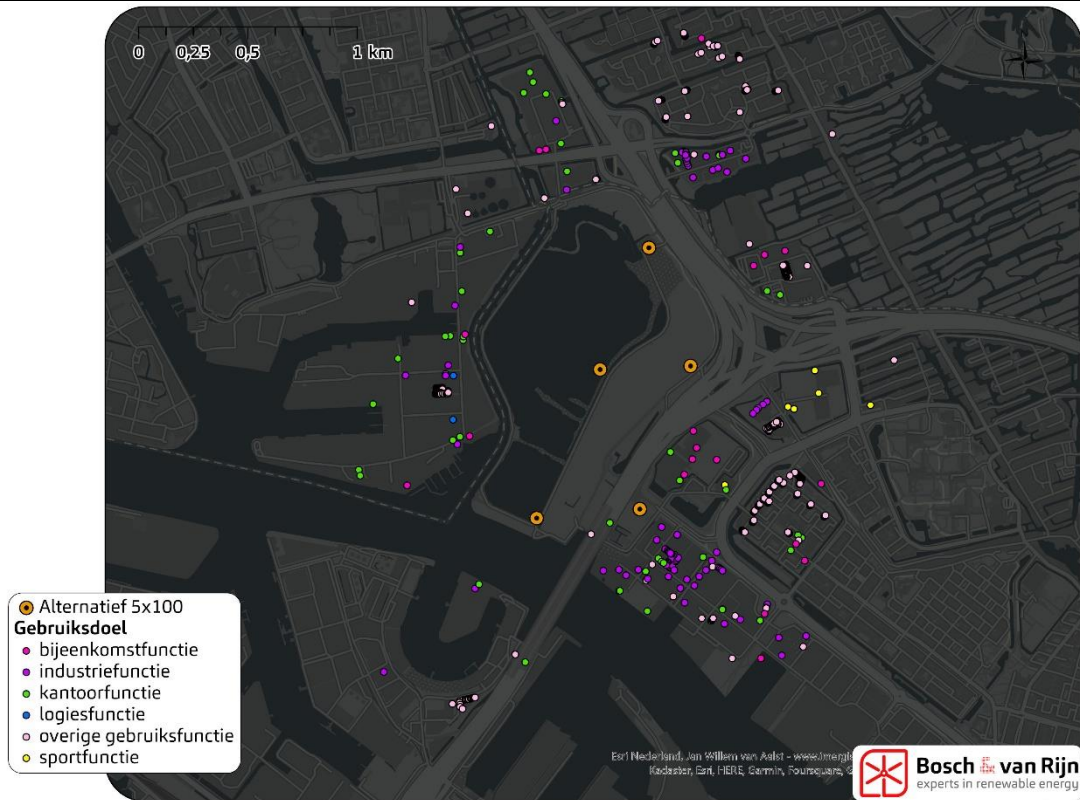 0 0,25 0,5 1 km
Alternatief 5x100
Gebruiksdoel
bijeenkomstfunctie
industriefunctie
kantoorfunctie
logiesfunctie
overige gebruiksfunctie
sportfunctie
Esri Nederland, Jan Willem van Aalst -
Kadaster, Esri, HERE, Garmin, Foursquare,
Bosch & van Rijn
experts in renewable energy